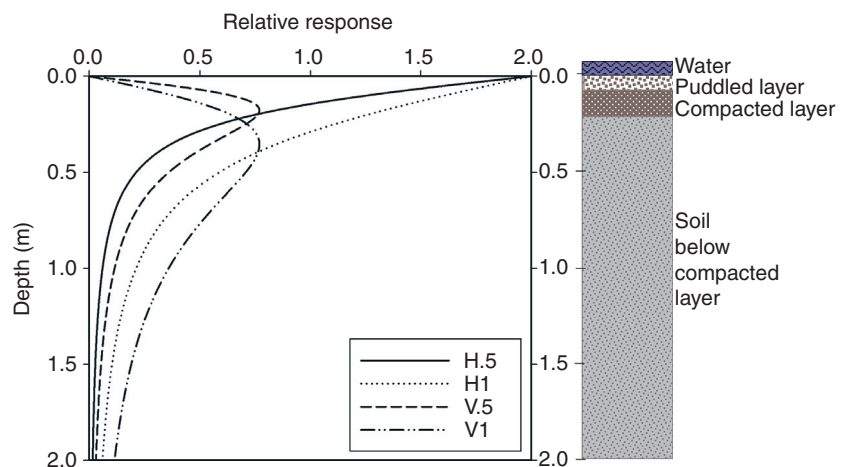 Relative response
0.0 0.5 1.0 1.5 2.0
0.0
0.5
1.0
1.5
2.0
Depth (m)
H.5
H1
V.5
V1
0.0
0.5
1.0
1.5
2.0
Water
Puddled layer
Compacted layer
Soil
below
compacted
layer